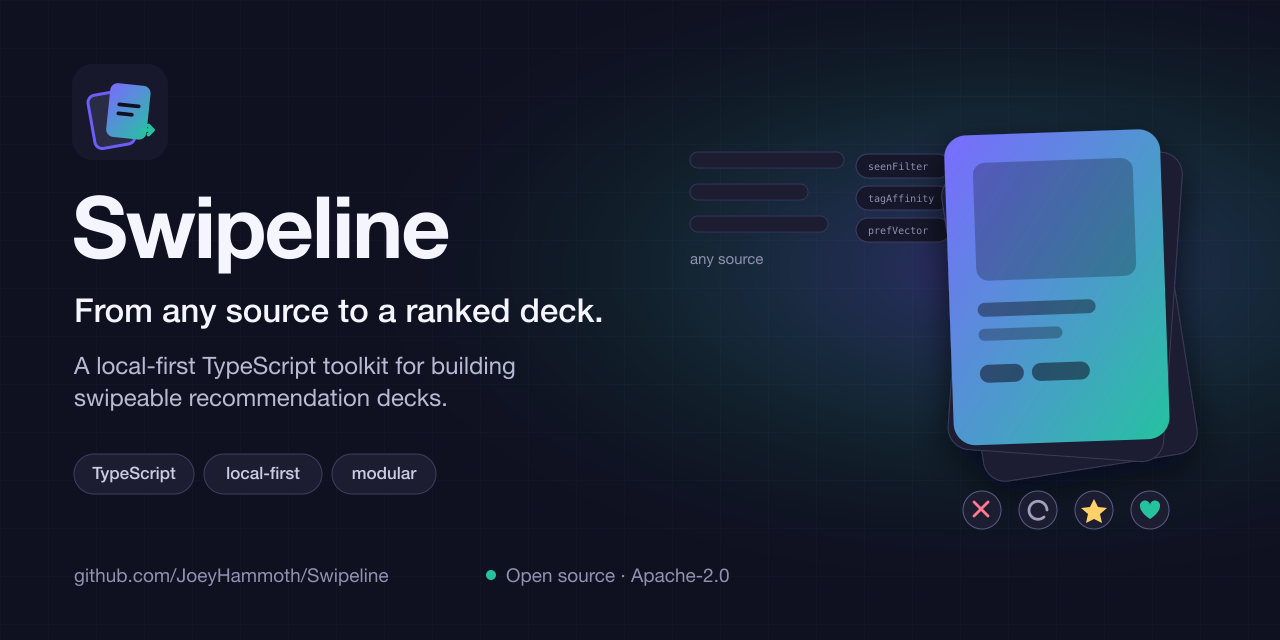 Swipeline
From any source to a ranked deck.
A local-first TypeScript toolkit for building
swipeable recommendation decks.
TypeScript
local-first
modular
github.com/JoeyHammoth/Swipeline
Open source · Apache-2.0
seenFilter
tagAffinity
prefVector
any source